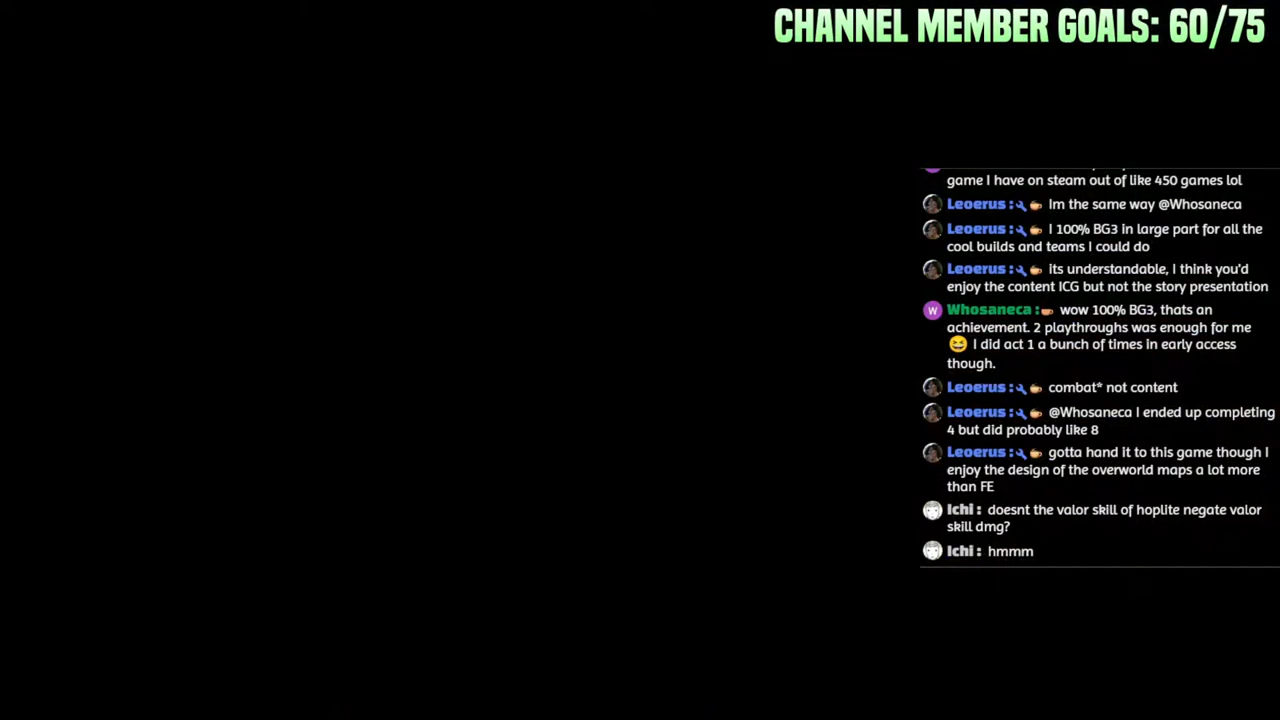 CHANNEL MEMBER GOALS: 60/75
game I have on steam out of like 450 games lol
Leoerus : Im the same way @Whosaneca
Leoerus : I 100% BG3 in large part for all the
cool builds and teams I could do
Leoerus : its understandable, I think you'd
enjoy the content ICG but not the story presentation
W Whosaneca : wow 100% BG3, thats an
achievement. 2 playthroughs was enough for me
😆 I did act 1 a bunch of times in early access
though.
Leoerus : combat* not content
Leoerus : @Whosaneca I ended up completing
4 but did probably like 8
Leoerus : gotta hand it to this game though I
enjoy the design of the overworld maps a lot more
than FE
Ichi : doesnt the valor skill of hoplite negate valor
skill dmg?
Ichi : hmmm